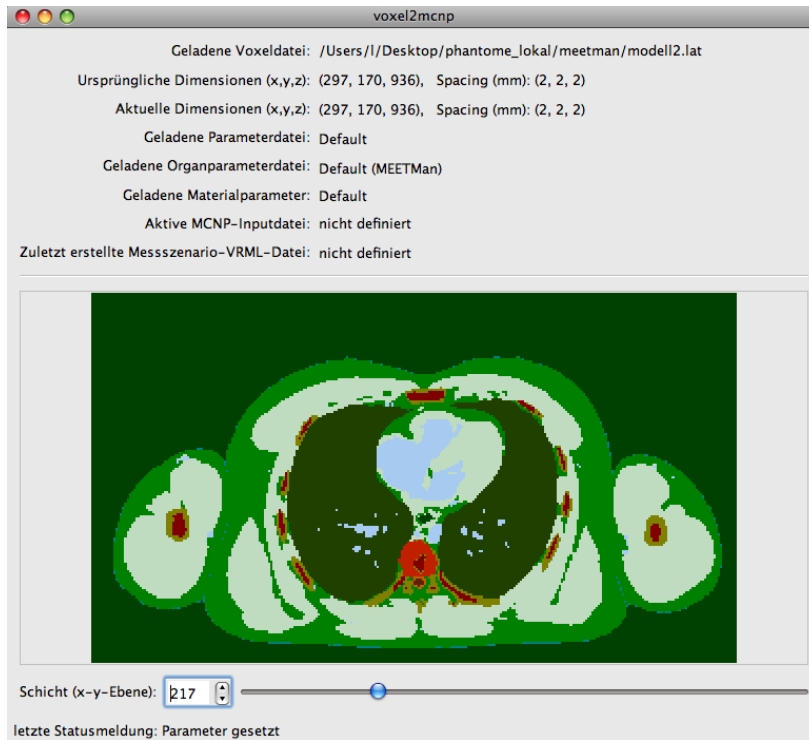 voxel2mcnp
Geladene Voxeldatei: /Users/l/Desktop/phantome_lokal/meetman/modell2.lat
Ursprüngliche Dimensionen (x,y,z): (297, 170, 936), Spacing (mm): (2, 2, 2)
Aktuelle Dimensionen (x,y,z): (297, 170, 936), Spacing (mm): (2, 2, 2)
Geladene Parameterdatei: Default
Geladene Organparameterdatei: Default (MEETMan)
Geladene Materialparameter: Default
Aktive MCNP-Inputdatei: nicht definiert
Zuletzt erstellte Messszenario-VRML-Datei: nicht definiert
Schicht (x-y-Ebene): 217
letzte Statusmeldung: Parameter gesetzt